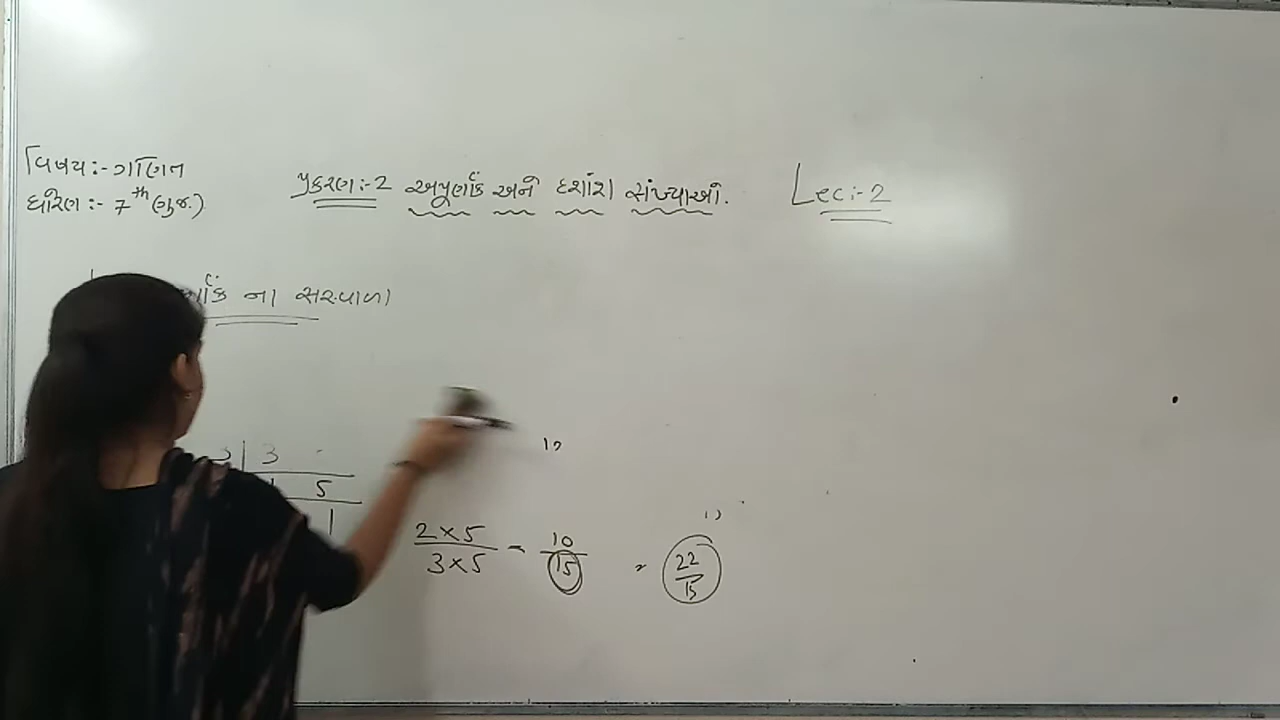 વિષય:- ગણિત
ધોરણ:- 7th (ગુજ.)
પ્રકરણ:-2 અપૂર્ણાંક અને દશાંશ સંખ્યાઓ.
Lec:-2
ના સરવાળા
3
5
1
2×5
3×5
= 10
15
= 22
15